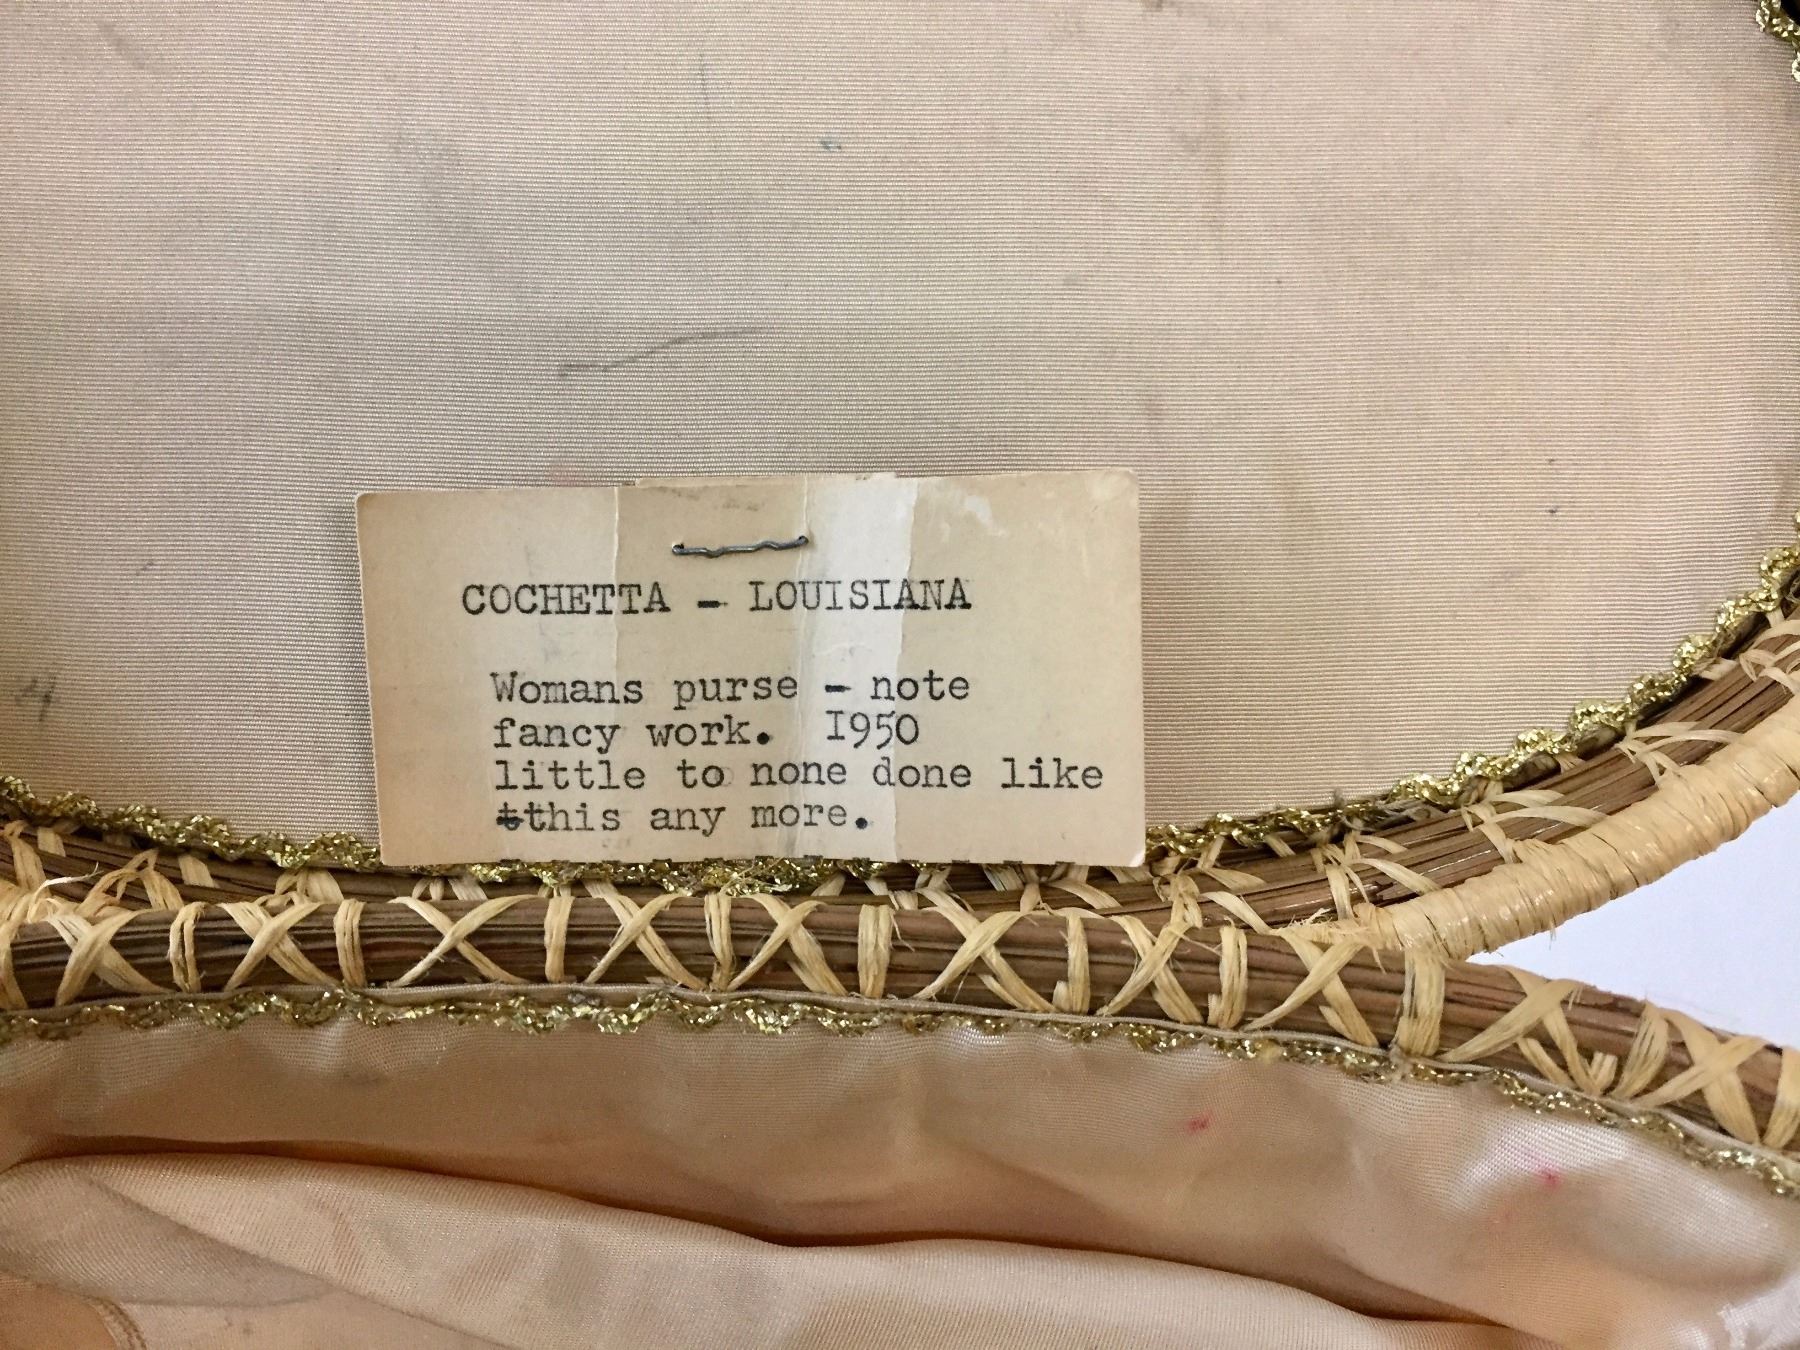 COCHETTA - LOUISIANA
Womans purse - note
fancy work. 1950
little to none done like
tthis any more.